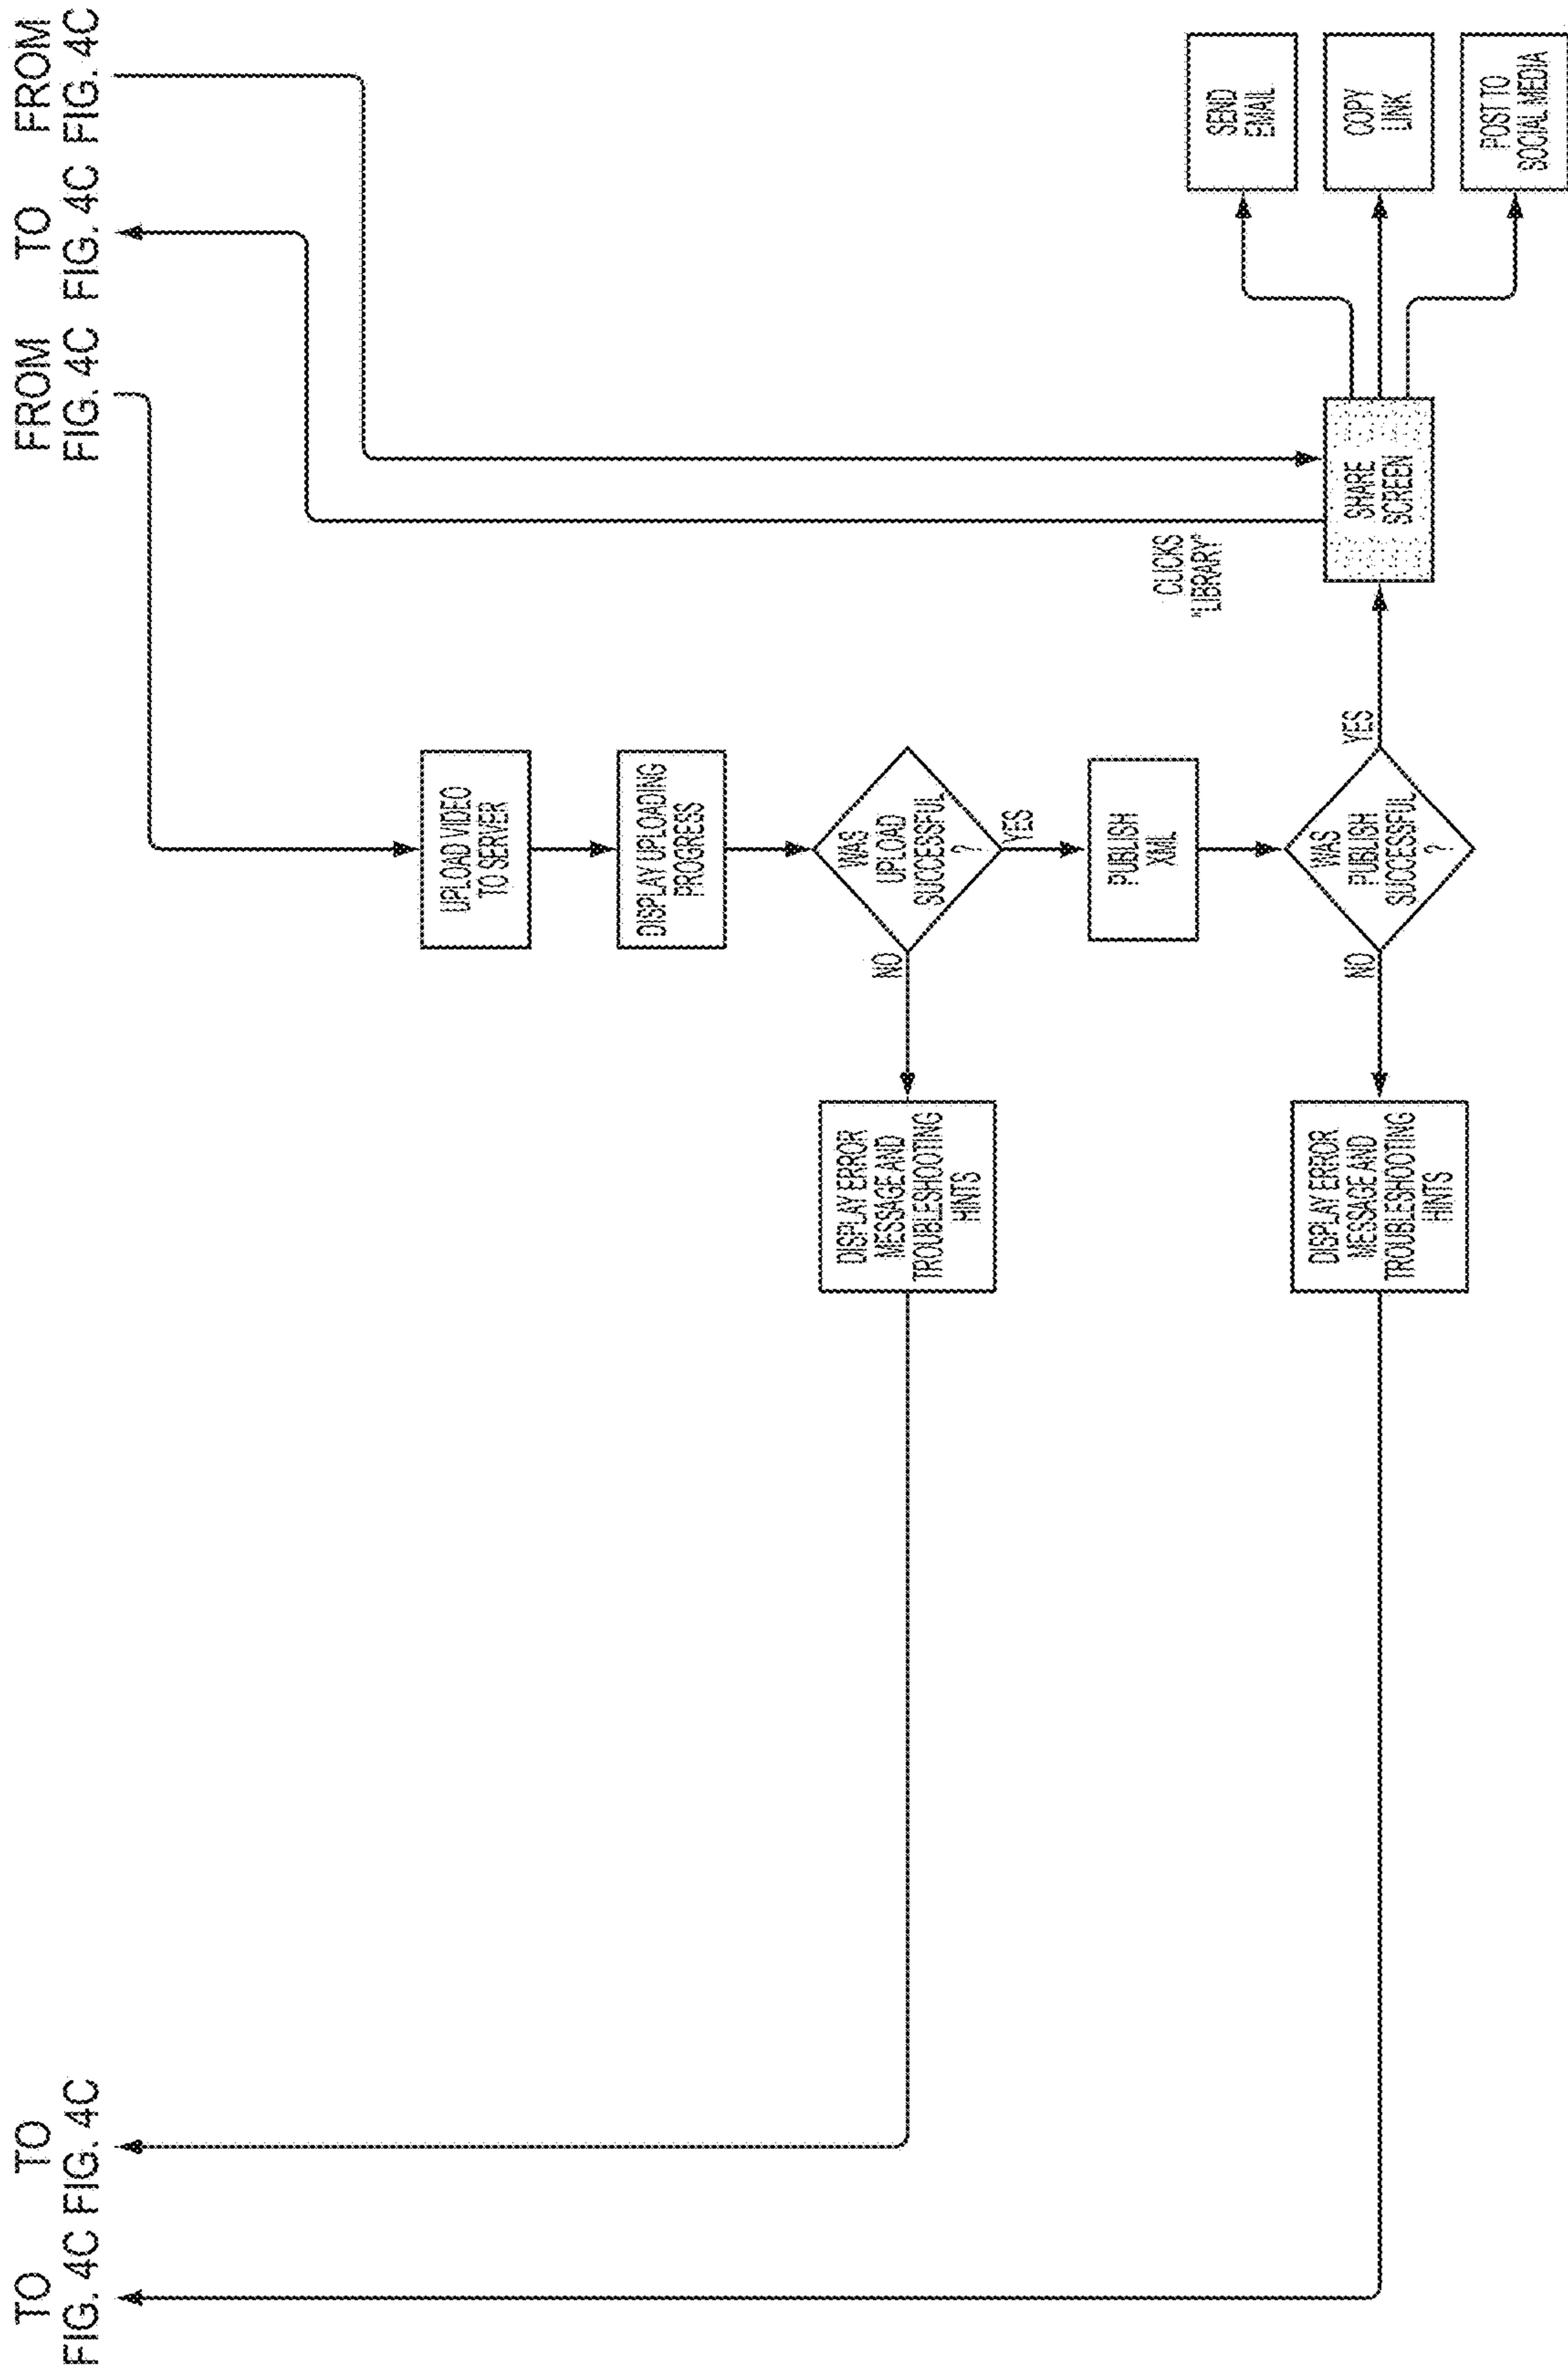 TO
FIG. 4C
TO
FIG. 4C
FROM
FIG. 4C
TO
FIG. 4C
FROM
FIG. 4C
UPLOAD VIDEO
TO SERVER
DISPLAY UPLOADING
PROGRESS
WAS
UPLOAD
SUCCESSFUL
?
NO
YES
DISPLAY ERROR
MESSAGE AND
TROUBLESHOOTING
HINTS
PUBLISH
XML
WAS
PUBLISH
SUCCESSFUL
?
NO
YES
DISPLAY ERROR
MESSAGE AND
TROUBLESHOOTING
HINTS
CLICKS
"LIBRARY"
SHARE
SCREEN
SEND
EMAIL
COPY
LINK
POST TO
SOCIAL MEDIA